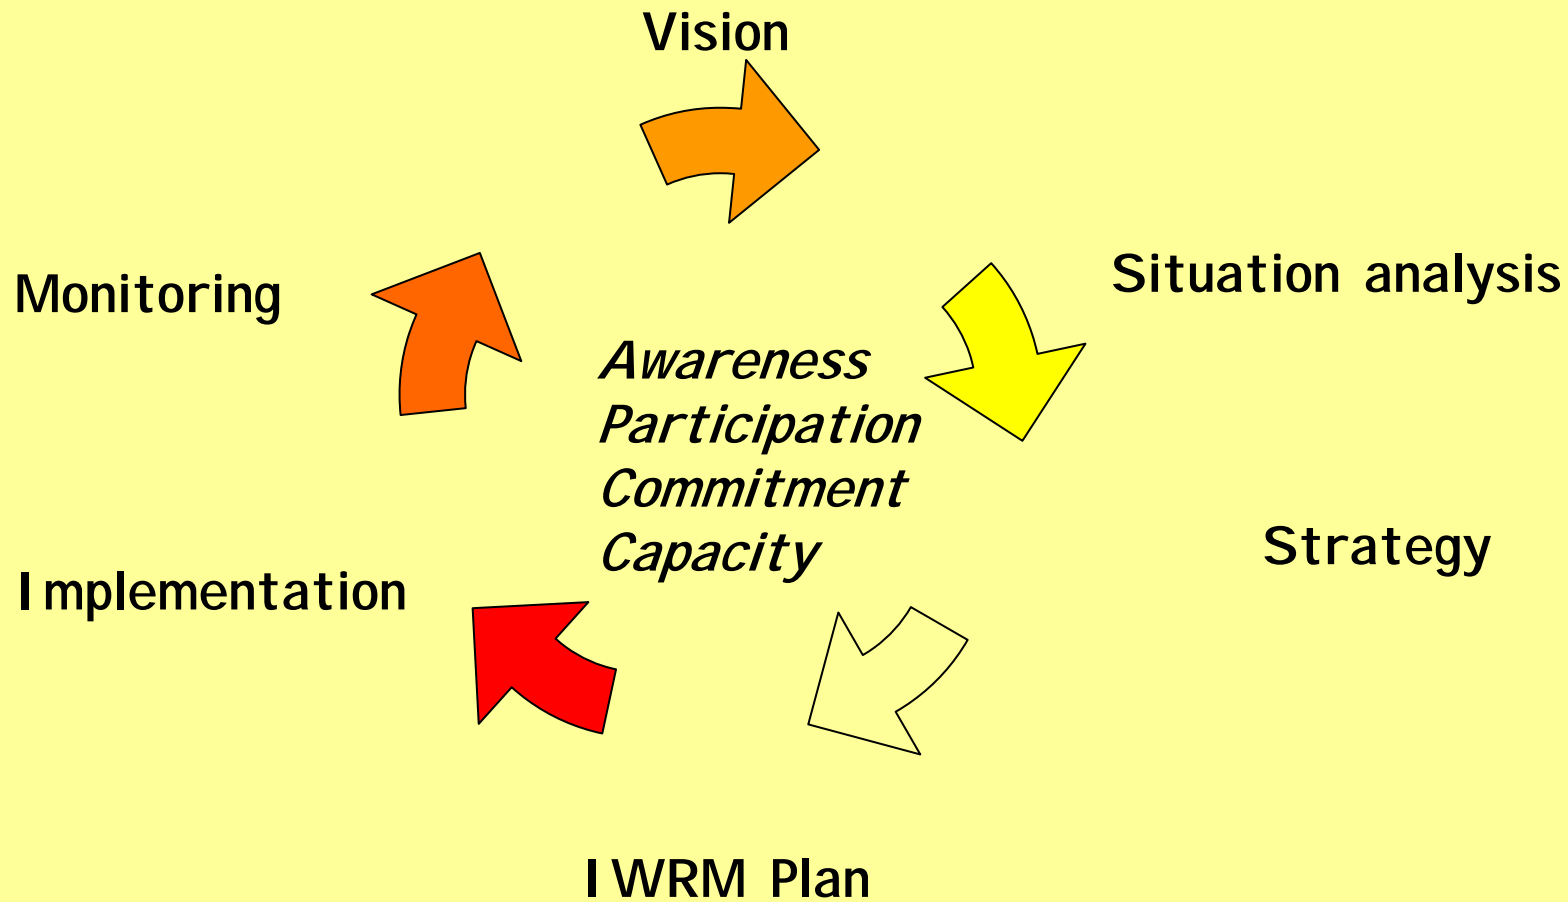 Vision
Situation analysis
Monitoring
Awareness
Participation
Commitment
Capacity
Strategy
Implementation
IWRM Plan